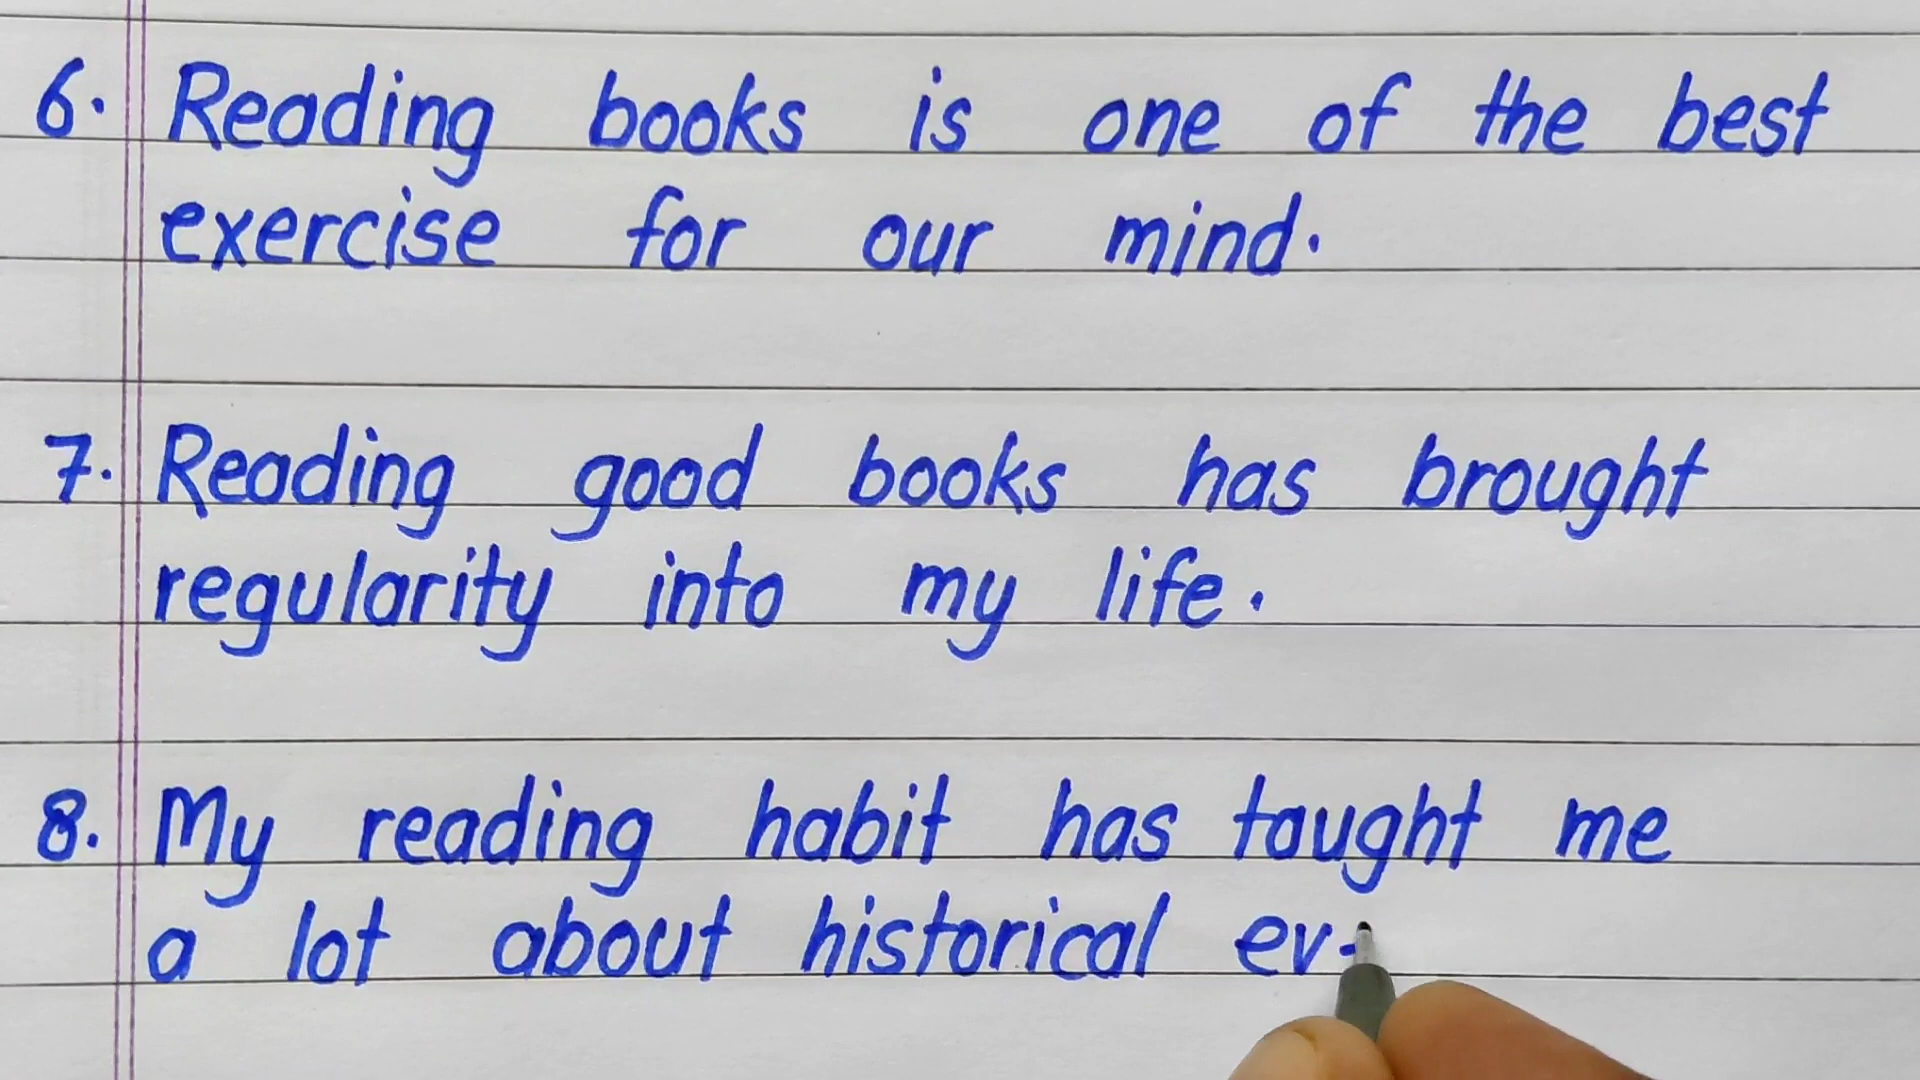 6. Reading books is one of the best
exercise for our mind.
7. Reading good books has brought
regularity into my life.
8. My reading habit has taught me
a lot about historical ev